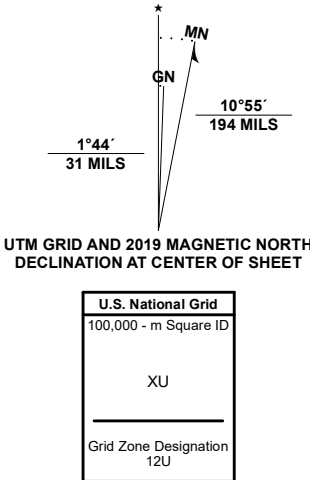 ★
MN
GN
10°55´
194 MILS
1°44´
31 MILS
UTM GRID AND 2019 MAGNETIC NORTH
DECLINATION AT CENTER OF SHEET
U.S. National Grid
100,000 - m Square ID
XU
Grid Zone Designation
12U